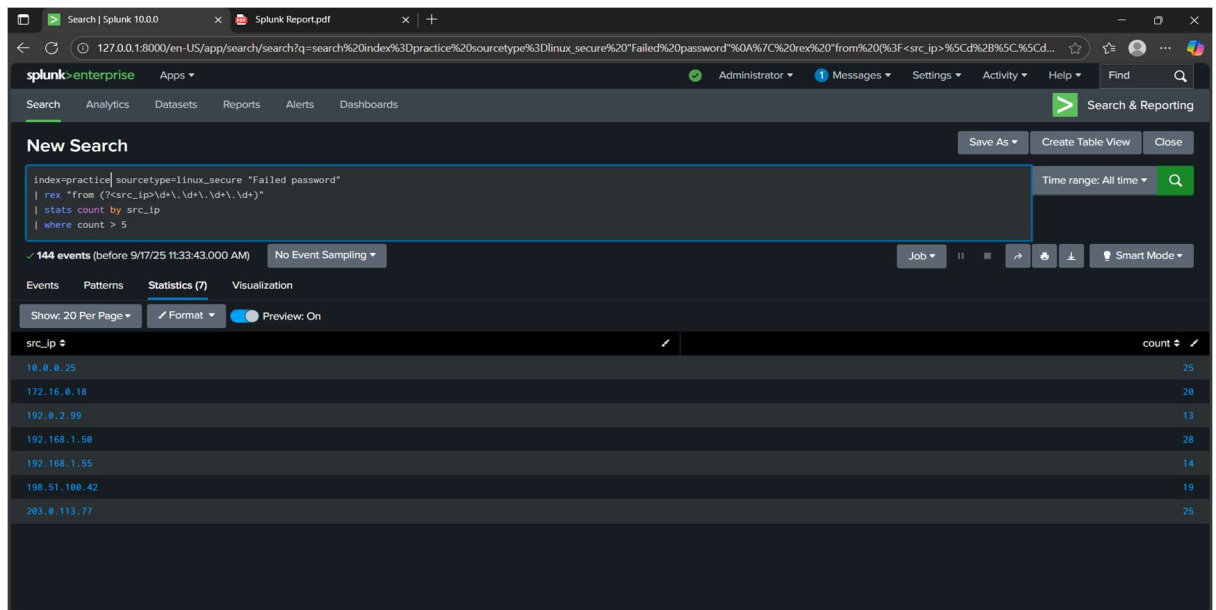 Search | Splunk 10.0.0
Splunk Report.pdf
127.0.0.1:8000/en-US/app/search/search?q=search%20index%3Dpractice%20sourcetype%3Dlinux_secure%20"Failed%20password"%0A%7C%20rex%20"from%20(%3F<src_ip>%5Cd%2B%5C.%5Cd...
splunk>enterprise Apps Administrator 1 Messages Settings Activity Help Find
Search Analytics Datasets Reports Alerts Dashboards > Search & Reporting
New Search Save As Create Table View Close
index=practice sourcetype=linux_secure "Failed password" Time range: All time
| rex "from (?<src_ip>\d+\.\d+\.\d+\.\d+)"
| stats count by src_ip
| where count > 5
144 events (before 9/17/25 11:33:43.000 AM) No Event Sampling Job Smart Mode
Events Patterns Statistics (7) Visualization
Show: 20 Per Page Format Preview: On
src_ip count
10.0.0.25 25
172.16.0.18 20
192.0.2.99 13
192.168.1.50 28
192.168.1.55 14
198.51.100.42 19
203.0.113.77 25